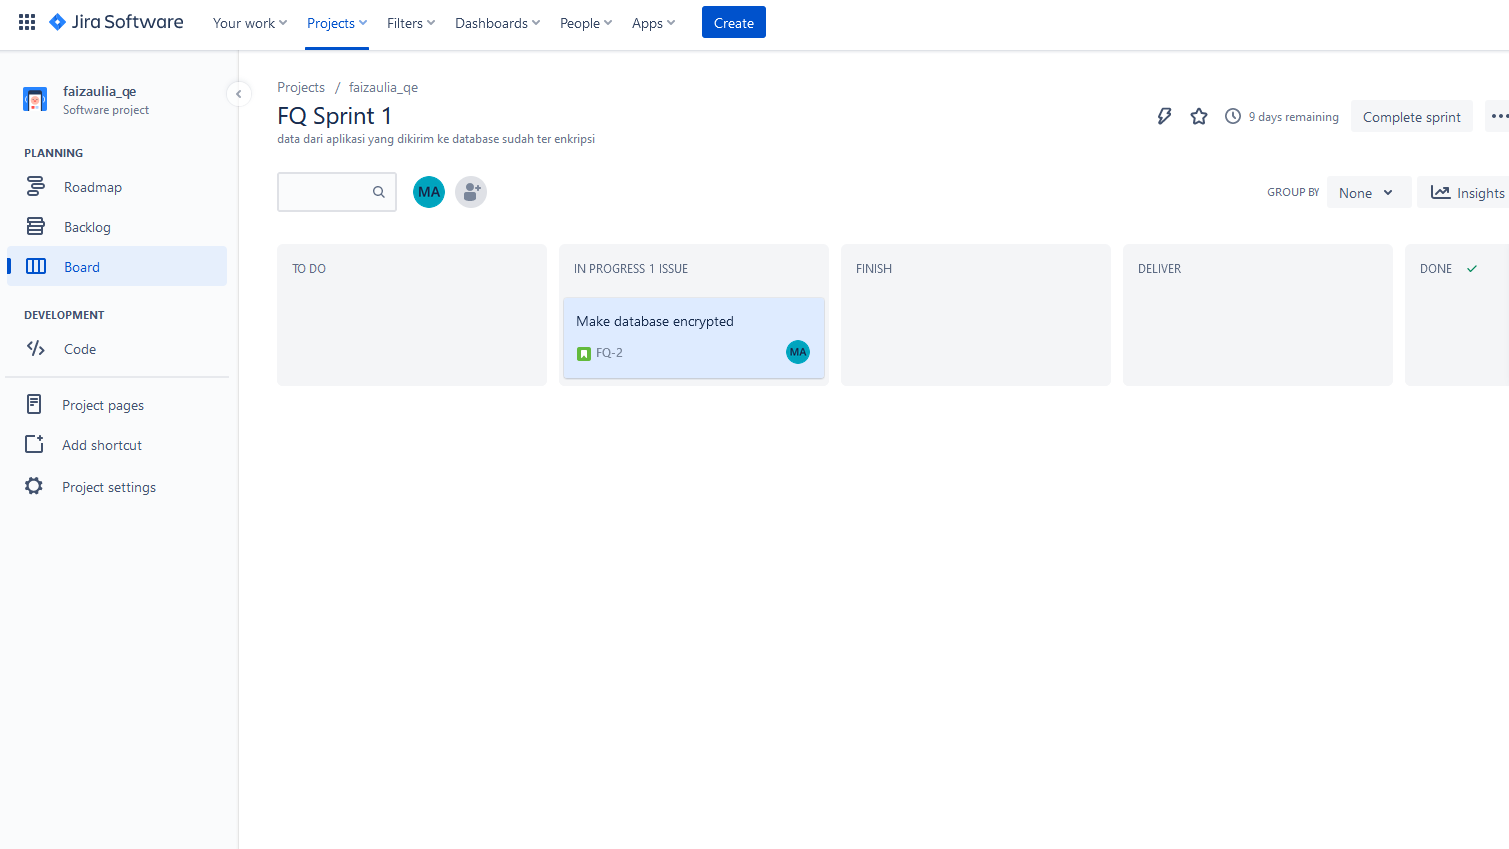 Jira Software Your work Projects Filters Dashboards People Apps Create
faizaulia_qe
Software project
PLANNING
Roadmap
Backlog
Board
DEVELOPMENT
Code
Project pages
Add shortcut
Project settings
Projects / faizaulia_qe
FQ Sprint 1
9 days remaining Complete sprint
data dari aplikasi yang dikirim ke database sudah ter enkripsi
MA
GROUP BY None Insights
TO DO
IN PROGRESS 1 ISSUE
Make database encrypted
FQ-2 MA
FINISH
DELIVER
DONE